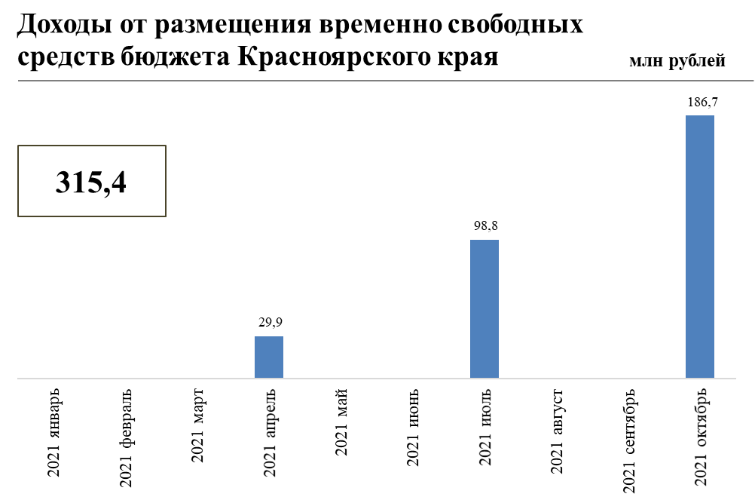 Доходы от размещения временно свободных
средств бюджета Красноярского края
млн рублей
315,4
29,9
98,8
186,7
2021 январь
2021 февраль
2021 март
2021 апрель
2021 май
2021 июнь
2021 июль
2021 август
2021 сентябрь
2021 октябрь